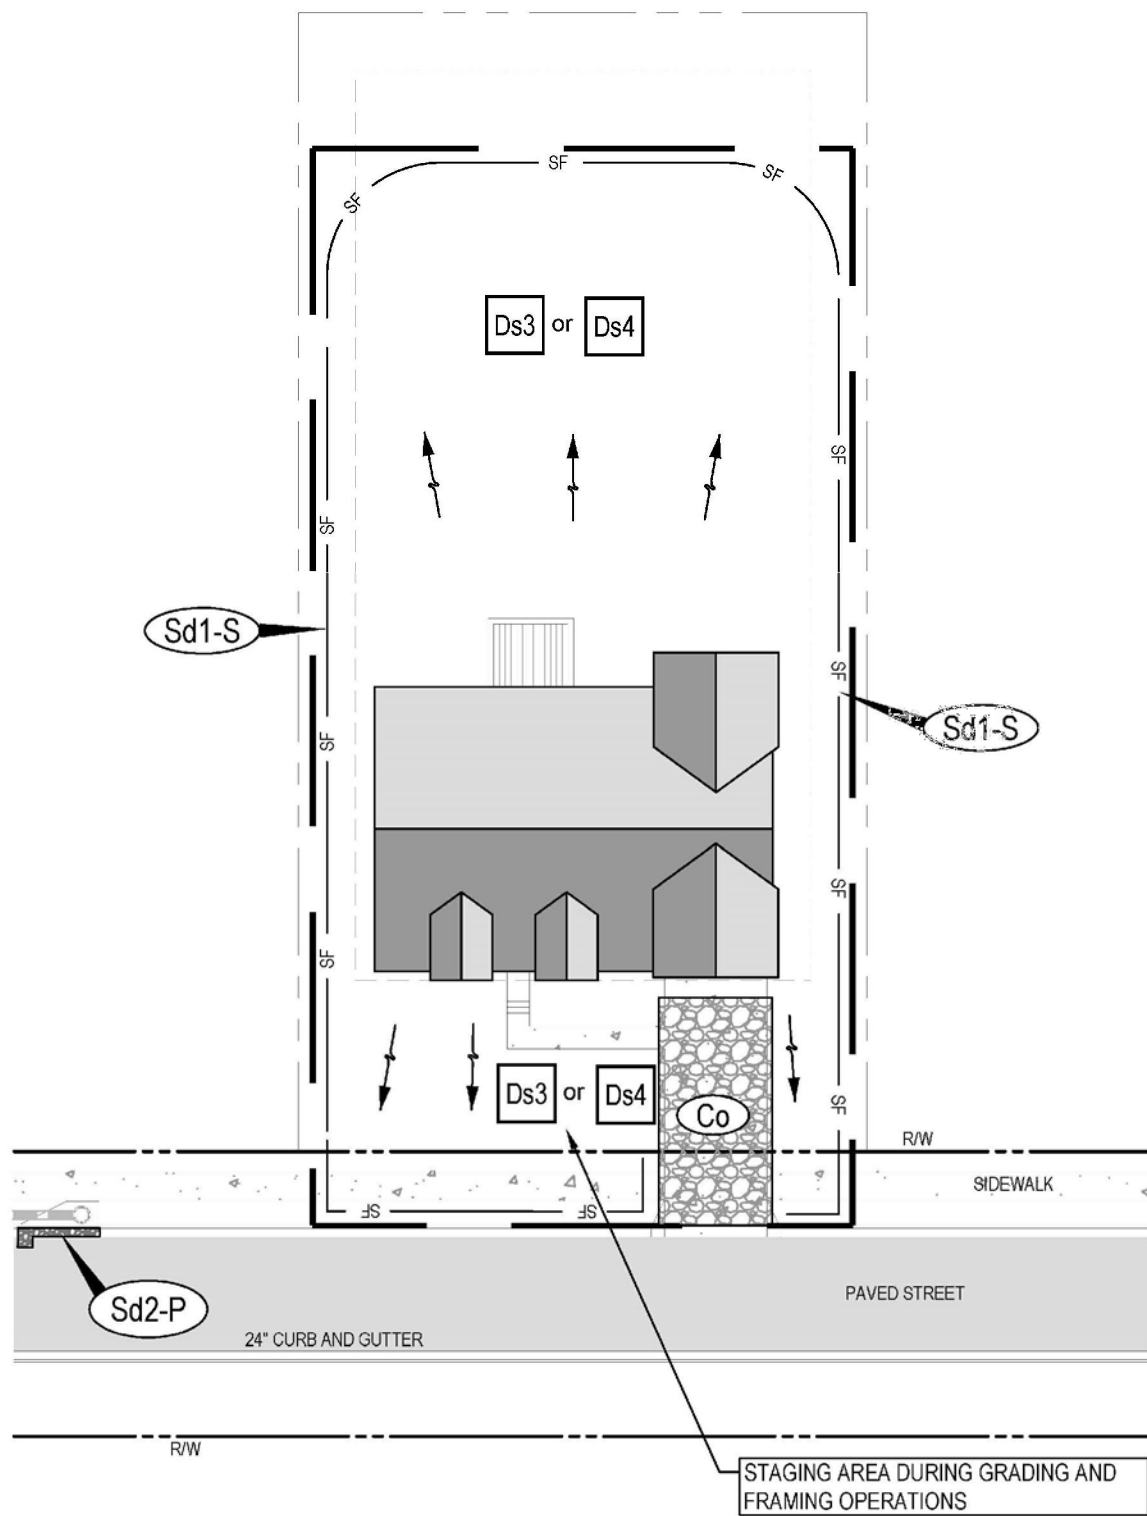 SF
SF
SF
Ds3 or Ds4
SF
SF
Sd1-S
SF
Sd1-S
SF
SF
SF
Ds3 or Ds4
Co
SF
R/W
SIDEWALK
SF
SF
Sd2-P
PAVED STREET
24" CURB AND GUTTER
R/W
STAGING AREA DURING GRADING AND
FRAMING OPERATIONS